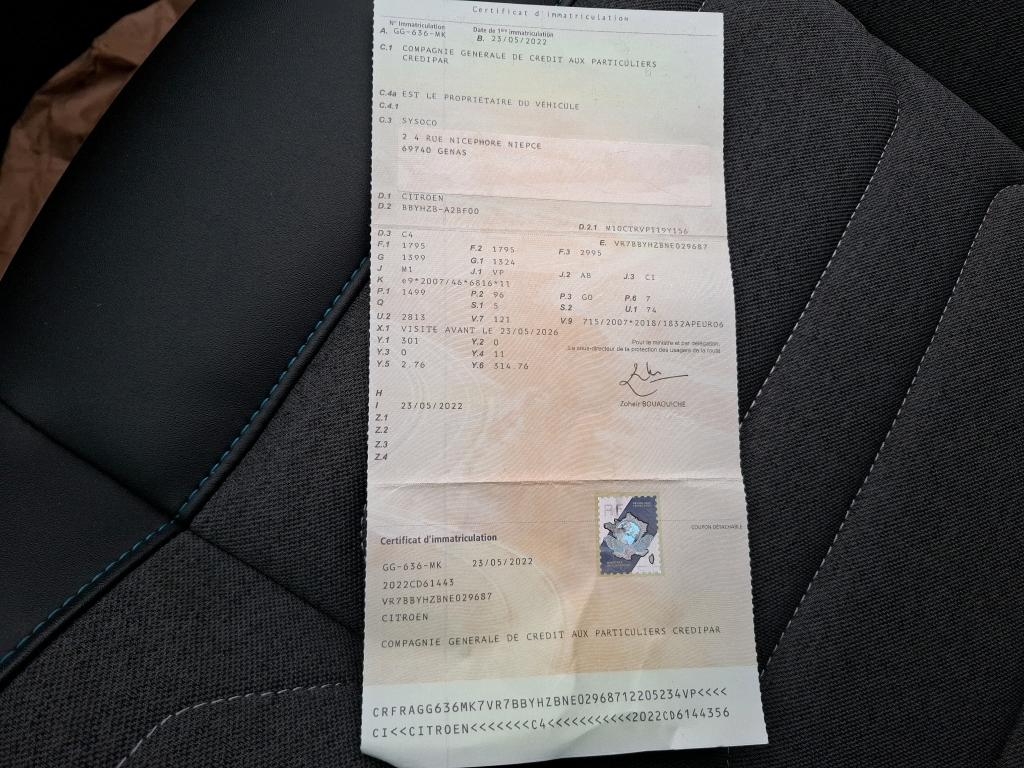 Certificat d'immatriculation
N° Immatriculation Date de 1ère immatriculation
A. GG-636-MK B. 23/05/2022
C.1 COMPAGNIE GENERALE DE CREDIT AUX PARTICULIERS
CREDIPAR
C.4a EST LE PROPRIETAIRE DU VÉHICULE
C.4.1
C.3 SYSOCO
2 4 RUE NICEPHORE NIEPCE
69740 GENAS
D.1 CITROEN
D.2 BBYHZB-A2BF00 D.2.1 M10CTRVP119Y156
D.3 C4 E. VR7BBYHZBNE029687
F.1 1795 F.2 1795 F.3 2995
G 1399 G.1 1324
J M1 J.1 VP J.2 AB J.3 CI
K e9*2007/46*6816*11
P.1 1499 P.2 96 P.3 GO P.6 7
Q S.1 5 S.2 U.1 74
U.2 2813 V.7 121 V.9 715/2007*2018/1832APEURO6
X.1 VISITE AVANT LE 23/05/2026
Y.1 301 Y.2 0
Y.3 0 Y.4 11
Y.5 2.76 Y.6 314.76
Pour le ministre et par délégation,
Le sous-directeur de la protection des usagers de la route
Zoheir BOUAOUICHE
H
I 23/05/2022
Z.1
Z.2
Z.3
Z.4
RF
COUPON DÉTACHABLE
Certificat d'immatriculation
GG-636-MK 23/05/2022
2022CD61443
VR7BBYHZBNE029687
CITROEN
COMPAGNIE GENERALE DE CREDIT AUX PARTICULIERS CREDIPAR
CRFRAGG636MK7VR7BBYHZBNE02968712205234VP<<<<
CI<<CITROEN<<<<<<<C4<<<<<<<<<<<2022CD6144356